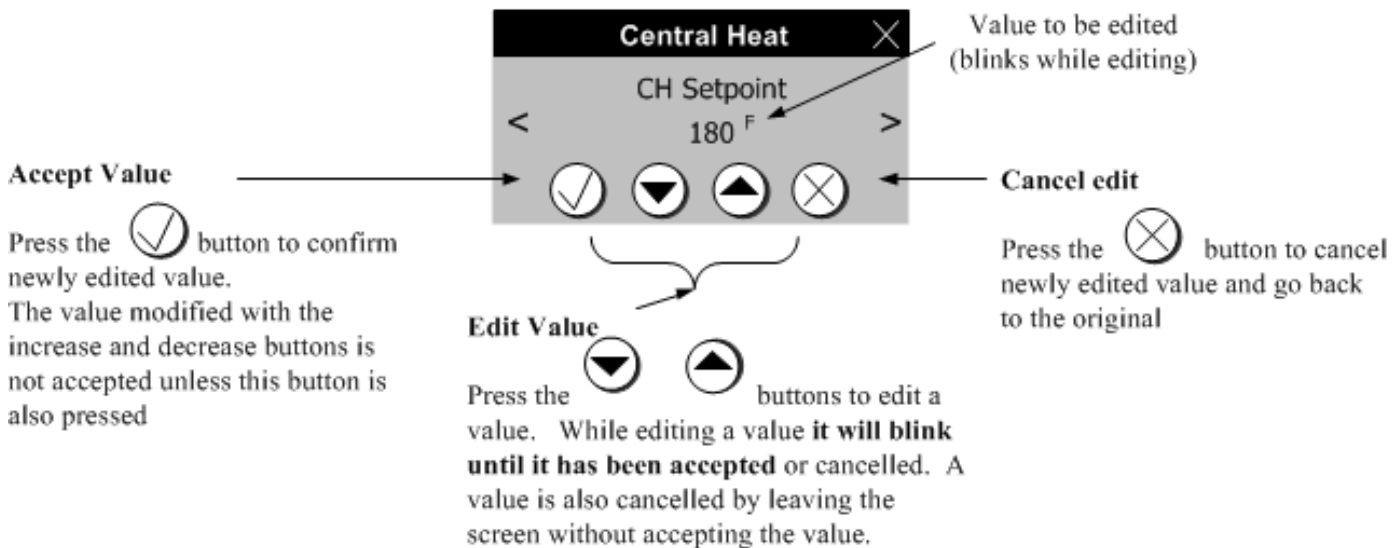 Central Heat
Value to be edited
(blinks while editing)
CH Setpoint
< 180 F >
Accept Value
Press the button to confirm
newly edited value.
The value modified with the
increase and decrease buttons is
not accepted unless this button is
also pressed
Edit Value
Press the buttons to edit a
value. While editing a value it will blink
until it has been accepted or cancelled. A
value is also cancelled by leaving the
screen without accepting the value.
Cancel edit
Press the button to cancel
newly edited value and go back
to the original